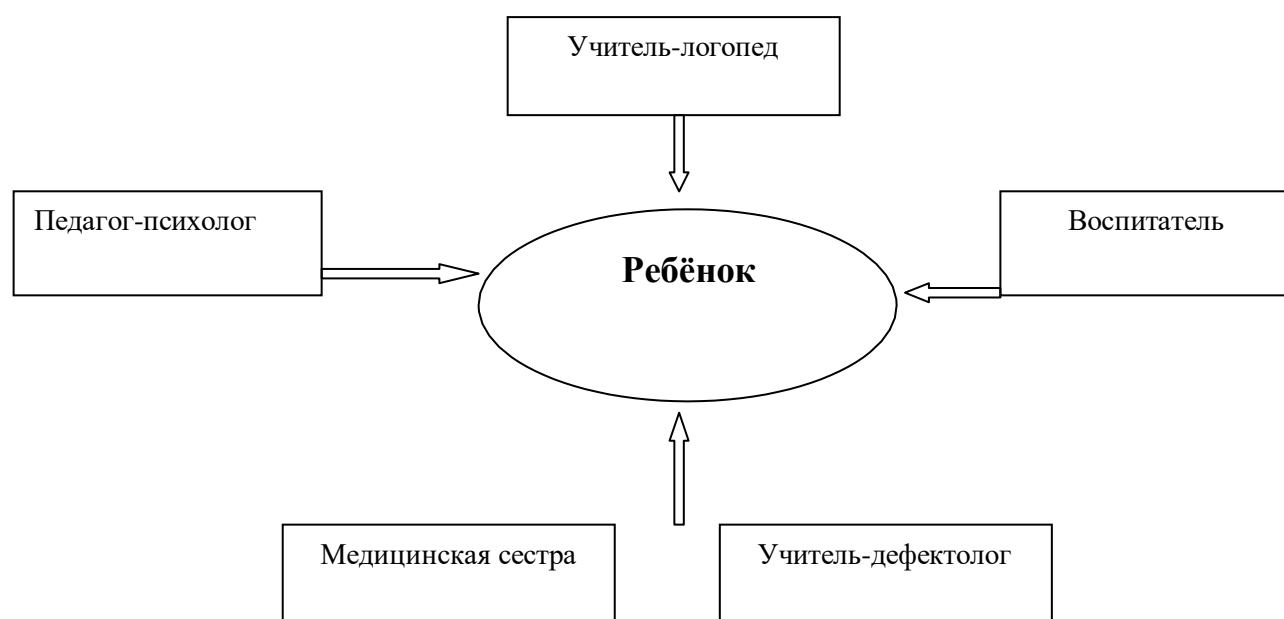 Учитель-логопед
Педагог-психолог
Воспитатель
Ребёнок
Медицинская сестра
Учитель-дефектолог